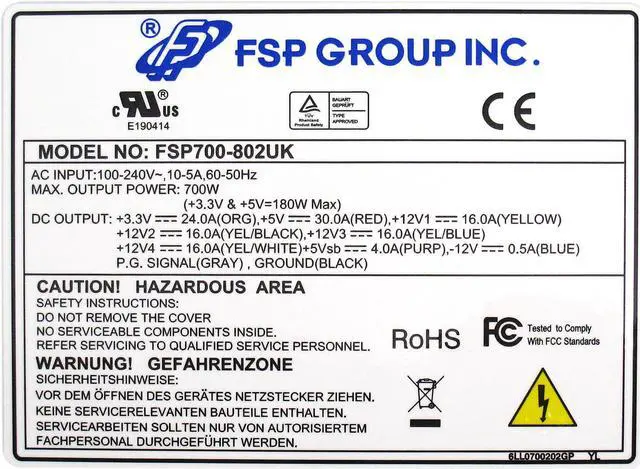 ® FSP GROUP INC.
c RU® US
E190414
TÜV Rheinland Product Safety
BAUART GEPRÜFT
TYPE APPROVED
CE
MODEL NO: FSP700-802UK
AC INPUT:100-240V~,10-5A,60-50Hz
MAX. OUTPUT POWER: 700W
(+3.3V & +5V=180W Max)
DC OUTPUT: +3.3V ⎓ 24.0A(ORG),+5V ⎓ 30.0A(RED),+12V1 ⎓ 16.0A(YELLOW)
+12V2 ⎓ 16.0A(YEL/BLACK),+12V3 ⎓ 16.0A(YEL/BLUE)
+12V4 ⎓ 16.0A(YEL/WHITE)+5Vsb ⎓ 4.0A(PURP),-12V ⎓ 0.5A(BLUE)
P.G. SIGNAL(GRAY) , GROUND(BLACK)
CAUTION! HAZARDOUS AREA
SAFETY INSTRUCTIONS:
DO NOT REMOVE THE COVER
NO SERVICEABLE COMPONENTS INSIDE.
REFER SERVICING TO QUALIFIED SERVICE PERSONNEL.
RoHS
FC Tested to Comply
With FCC Standards
WARNUNG! GEFAHRENZONE
SICHERHEITSHINWEISE:
VOR DEM ÖFFNEN DES GERÄTES NETZSTECKER ZIEHEN.
KEINE SERVICERELEVANTEN BAUTEILE ENTHALTEN.
SERVICEARBEITEN SOLLTEN NUR VON AUTORISIERTEM
FACHPERSONAL DURCHGEFÜHRT WERDEN.
6LL0700202GP YL